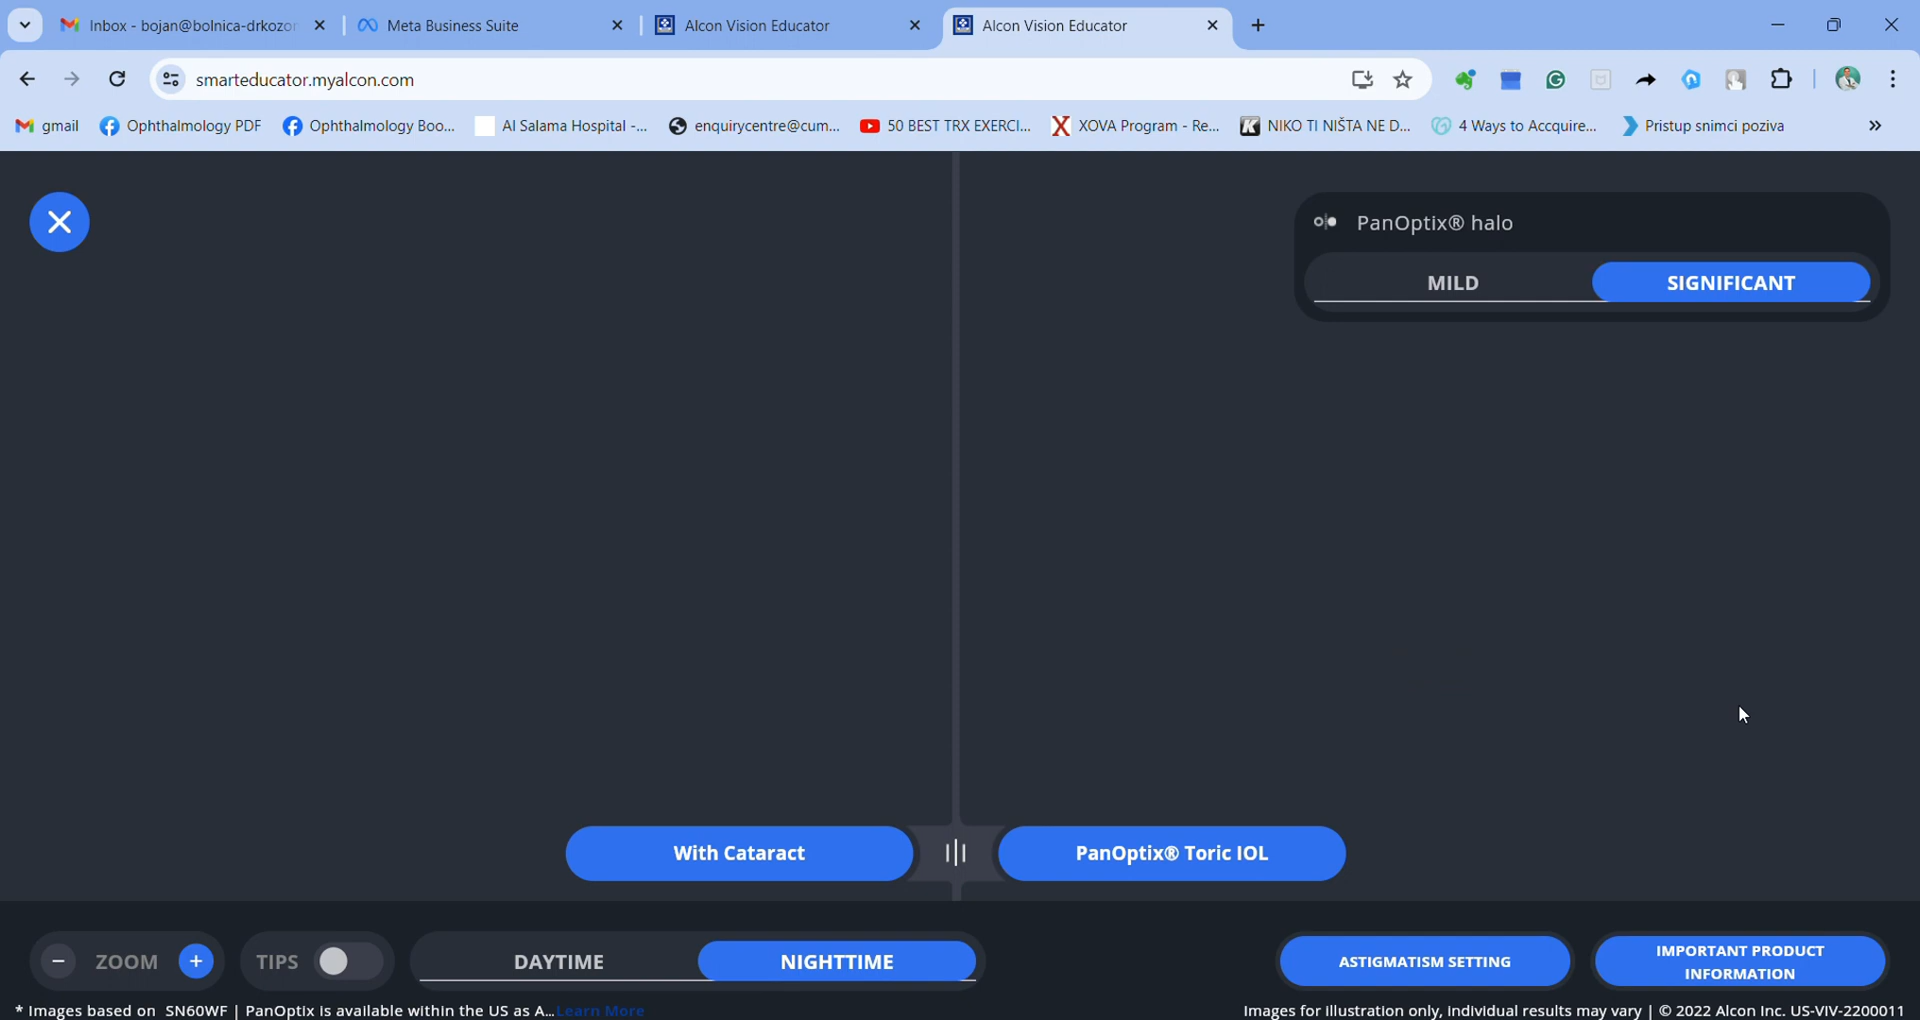 Inbox - bojan@bolnica-drkozor
Meta Business Suite
Alcon Vision Educator
Alcon Vision Educator
smarteducator.myalcon.com
gmail
Ophthalmology PDF
Ophthalmology Boo...
Al Salama Hospital -...
enquirycentre@cum...
50 BEST TRX EXERCI...
XOVA Program - Re...
NIKO TI NIŠTA NE D...
4 Ways to Accquire...
Pristup snimci poziva
PanOptix® halo
MILD
SIGNIFICANT
With Cataract
PanOptix® Toric IOL
ZOOM
TIPS
DAYTIME
NIGHTTIME
ASTIGMATISM SETTING
IMPORTANT PRODUCT
INFORMATION
* Images based on SN60WF | PanOptix is available within the US as A... Learn More
Images for illustration only, individual results may vary | © 2022 Alcon Inc. US-VIV-2200011